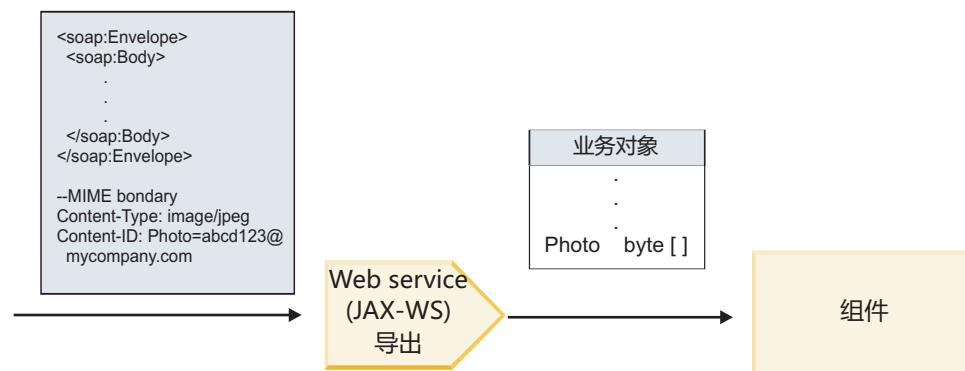 <soap:Envelope>
<soap:Body>
.
.
.
</soap:Body>
</soap:Envelope>
--MIME bondary
Content-Type: image/jpeg
Content-ID: Photo=abcd123@
mycompany.com
Web service
(JAX-WS)
导出
业务对象
.
.
.
Photo byte [ ]
组件